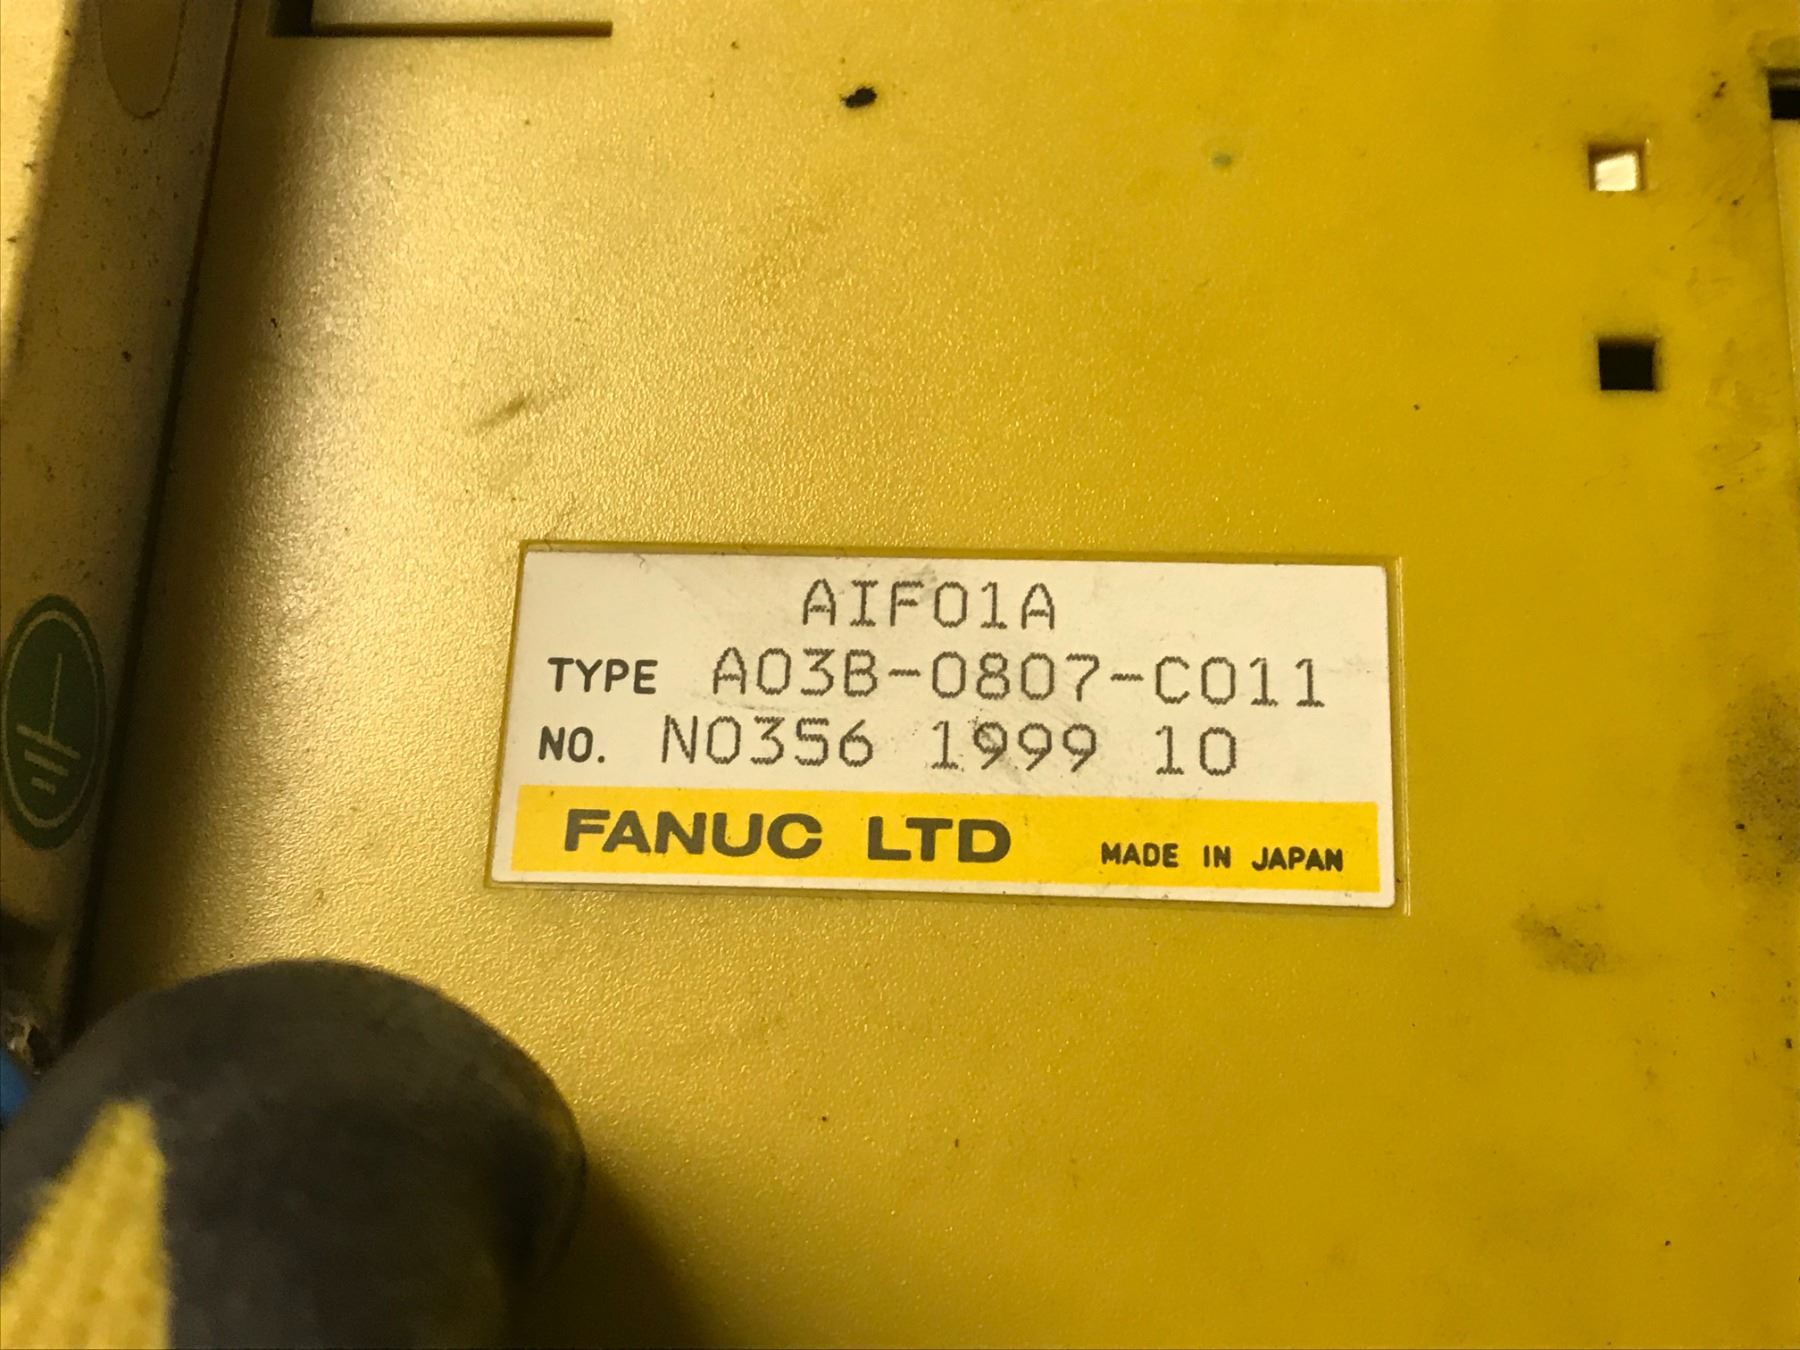 AIF01A
TYPE A03B-0807-C011
NO. N0356 1999 10
FANUC LTD MADE IN JAPAN